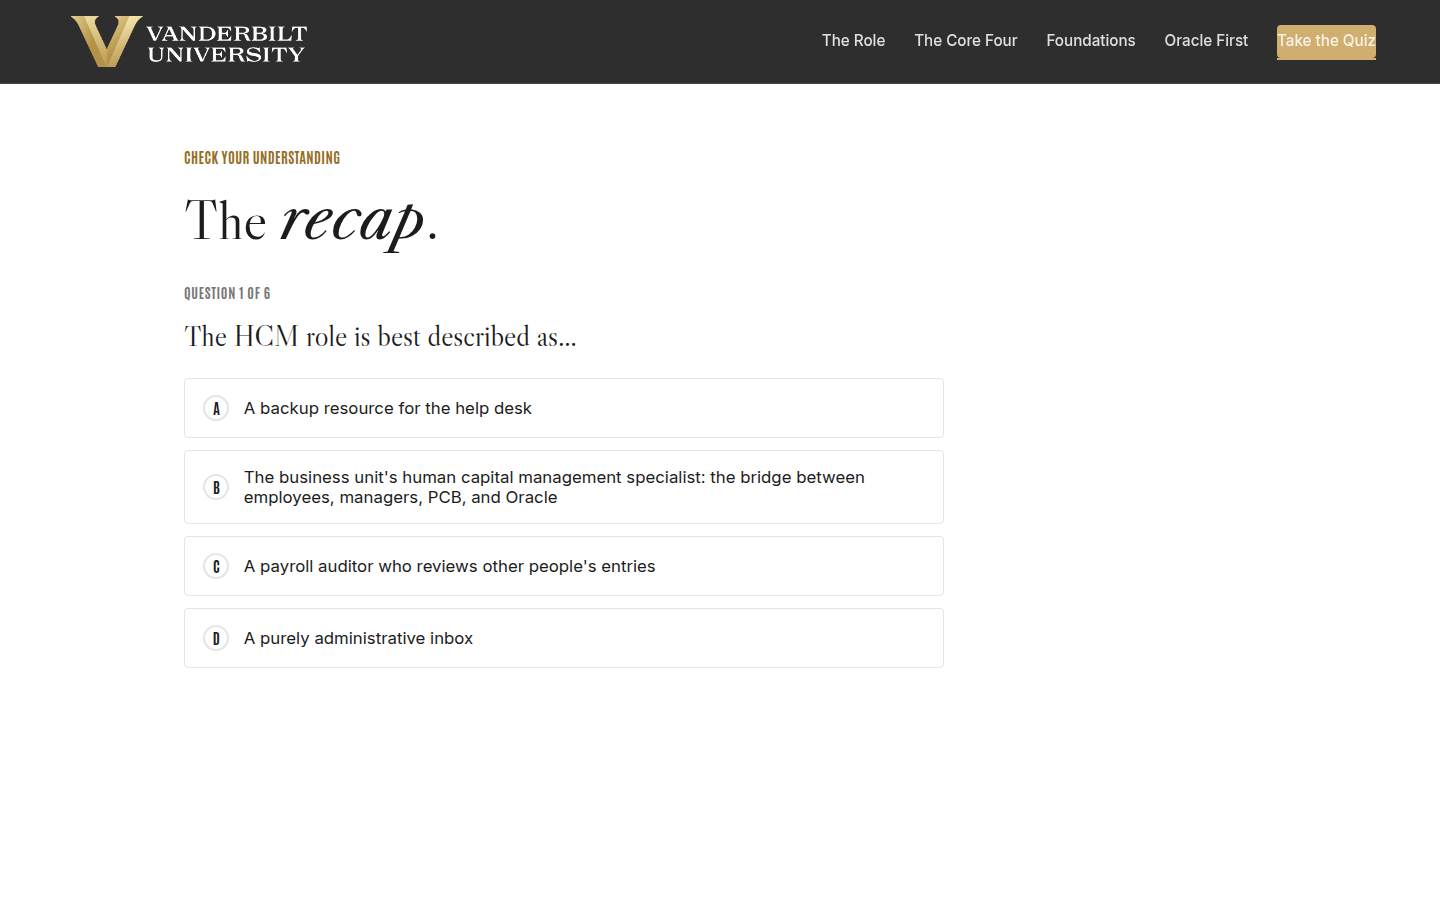 VANDERBILT
UNIVERSITY
The Role
The Core Four
Foundations
Oracle First
Take the Quiz
CHECK YOUR UNDERSTANDING
The recap.
QUESTION 1 OF 6
The HCM role is best described as...
A
A backup resource for the help desk
B
The business unit's human capital management specialist: the bridge between
employees, managers, PCB, and Oracle
C
A payroll auditor who reviews other people's entries
D
A purely administrative inbox